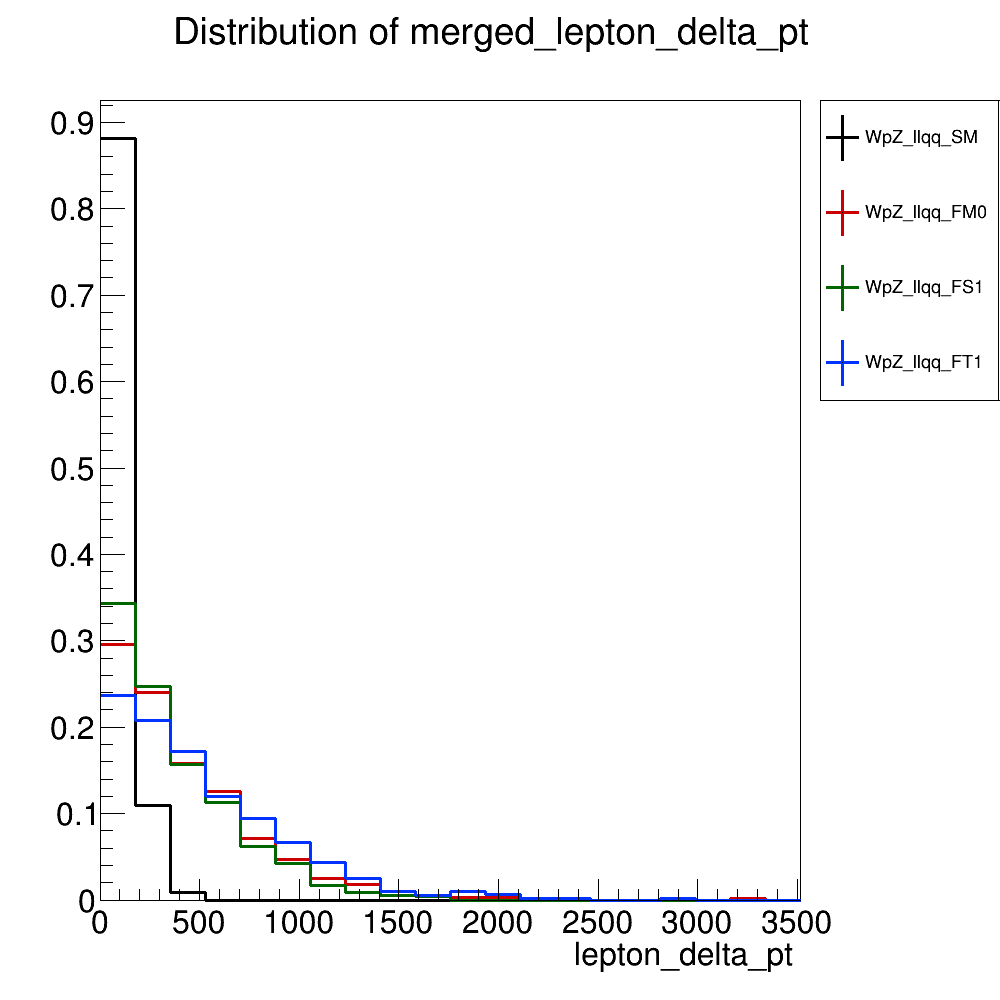 Distribution of merged_lepton_delta_pt
0.9
0.8
0.7
0.6
0.5
0.4
0.3
0.2
0.1
0
0 500 1000 1500 2000 2500 3000 3500
lepton_delta_pt
WpZ_llqq_SM
WpZ_llqq_FM0
WpZ_llqq_FS1
WpZ_llqq_FT1